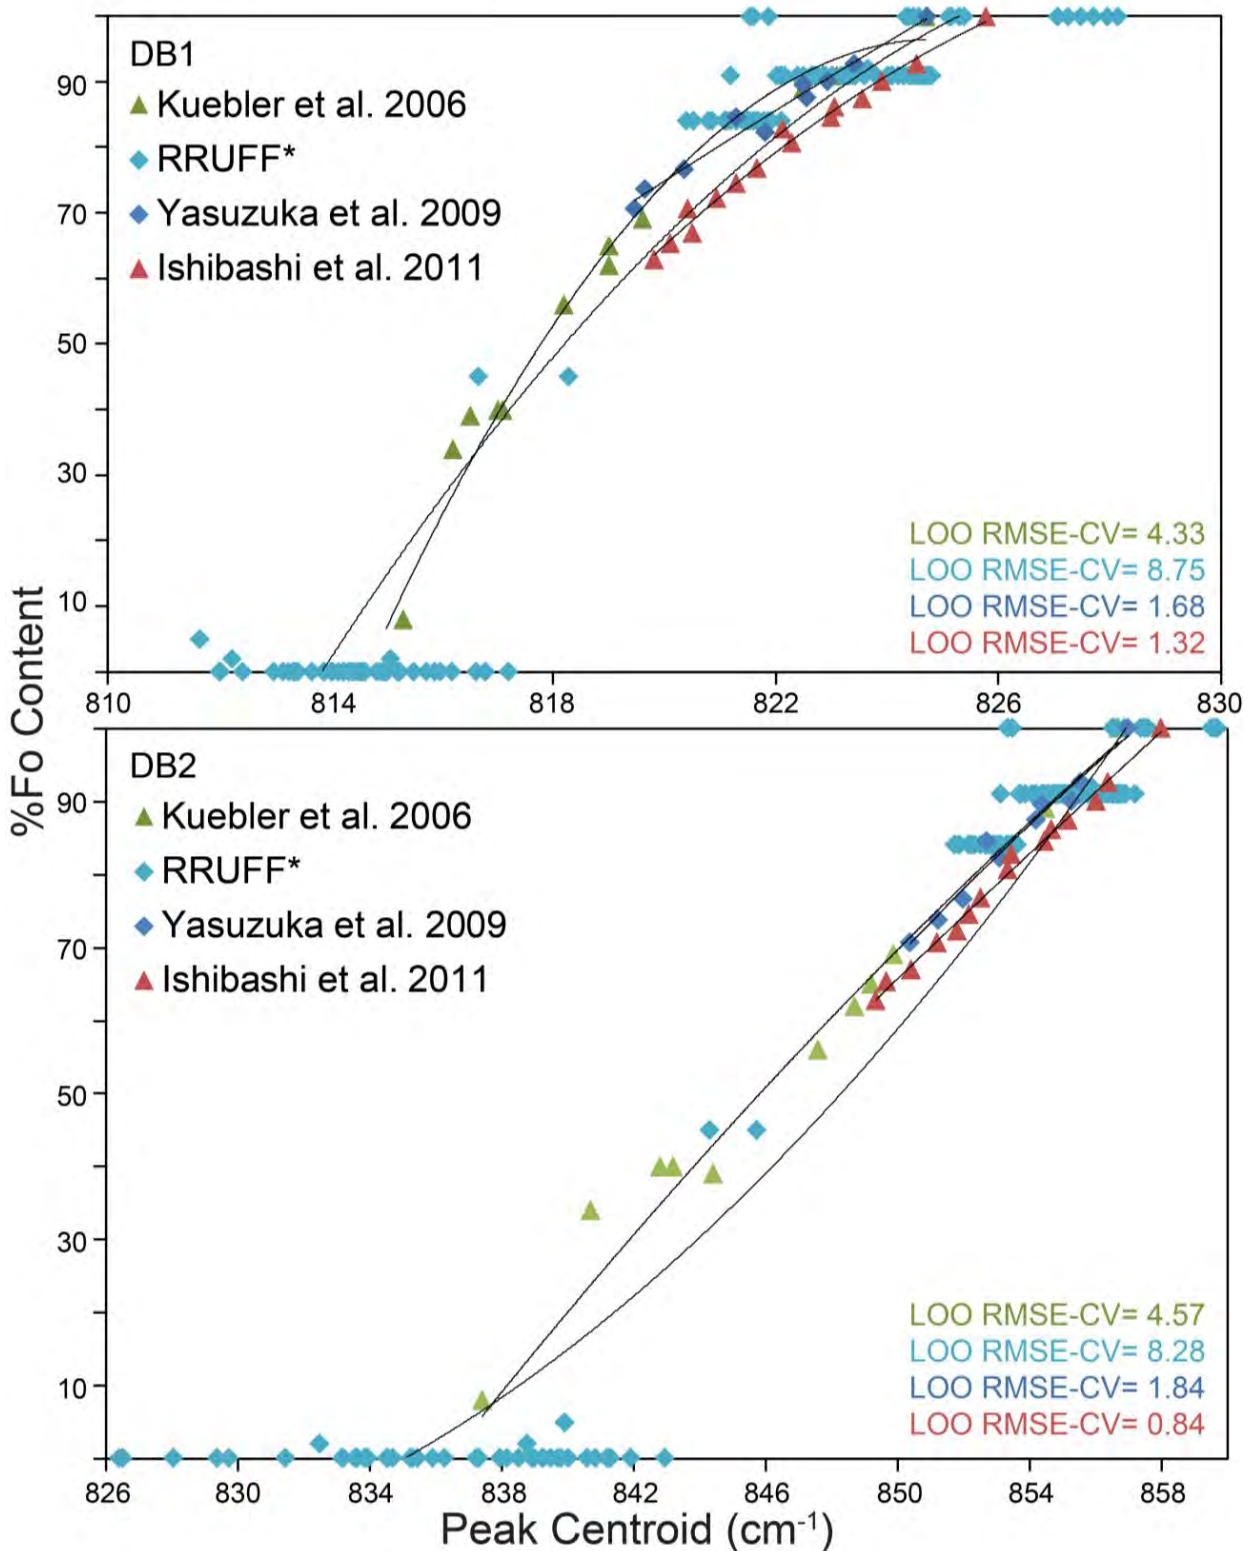 DB1
Kuebler et al. 2006
RRUFF*
Yasuzuka et al. 2009
Ishibashi et al. 2011
90
70
50
30
10
LOO RMSE-CV= 4.33
LOO RMSE-CV= 8.75
LOO RMSE-CV= 1.68
LOO RMSE-CV= 1.32
810 814 818 822 826 830
%Fo Content
DB2
Kuebler et al. 2006
RRUFF*
Yasuzuka et al. 2009
Ishibashi et al. 2011
90
70
50
30
10
LOO RMSE-CV= 4.57
LOO RMSE-CV= 8.28
LOO RMSE-CV= 1.84
LOO RMSE-CV= 0.84
826 830 834 838 842 846 850 854 858
Peak Centroid (cm⁻¹)